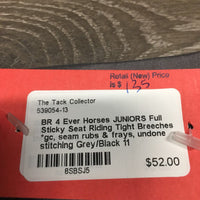 Retail (New) Price
is $ 135
The Tack Collector
539054-13
BR 4 Ever Horses JUNIORS Full
Sticky Seat Riding Tight Breeches
*gc, seam rubs & frays, undone
stitching Grey/Black 11
$52.00
8SBSJ5